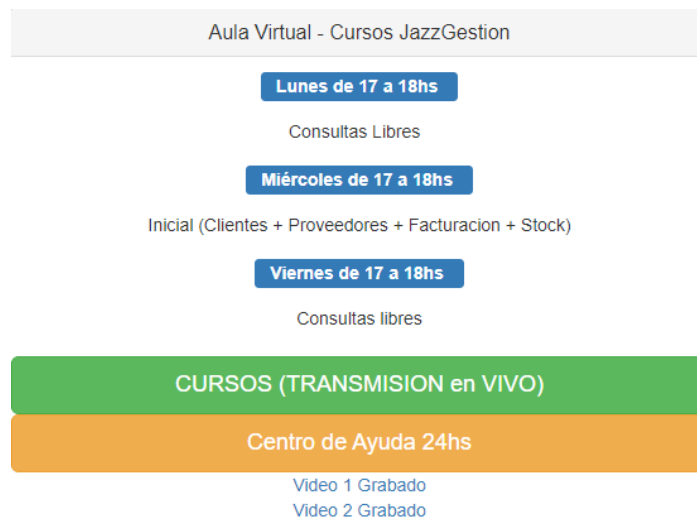 Aula Virtual - Cursos JazzGestion
Lunes de 17 a 18hs
Consultas Libres
Miércoles de 17 a 18hs
Inicial (Clientes + Proveedores + Facturacion + Stock)
Viernes de 17 a 18hs
Consultas libres
CURSOS (TRANSMISION en VIVO)
Centro de Ayuda 24hs
Video 1 Grabado
Video 2 Grabado